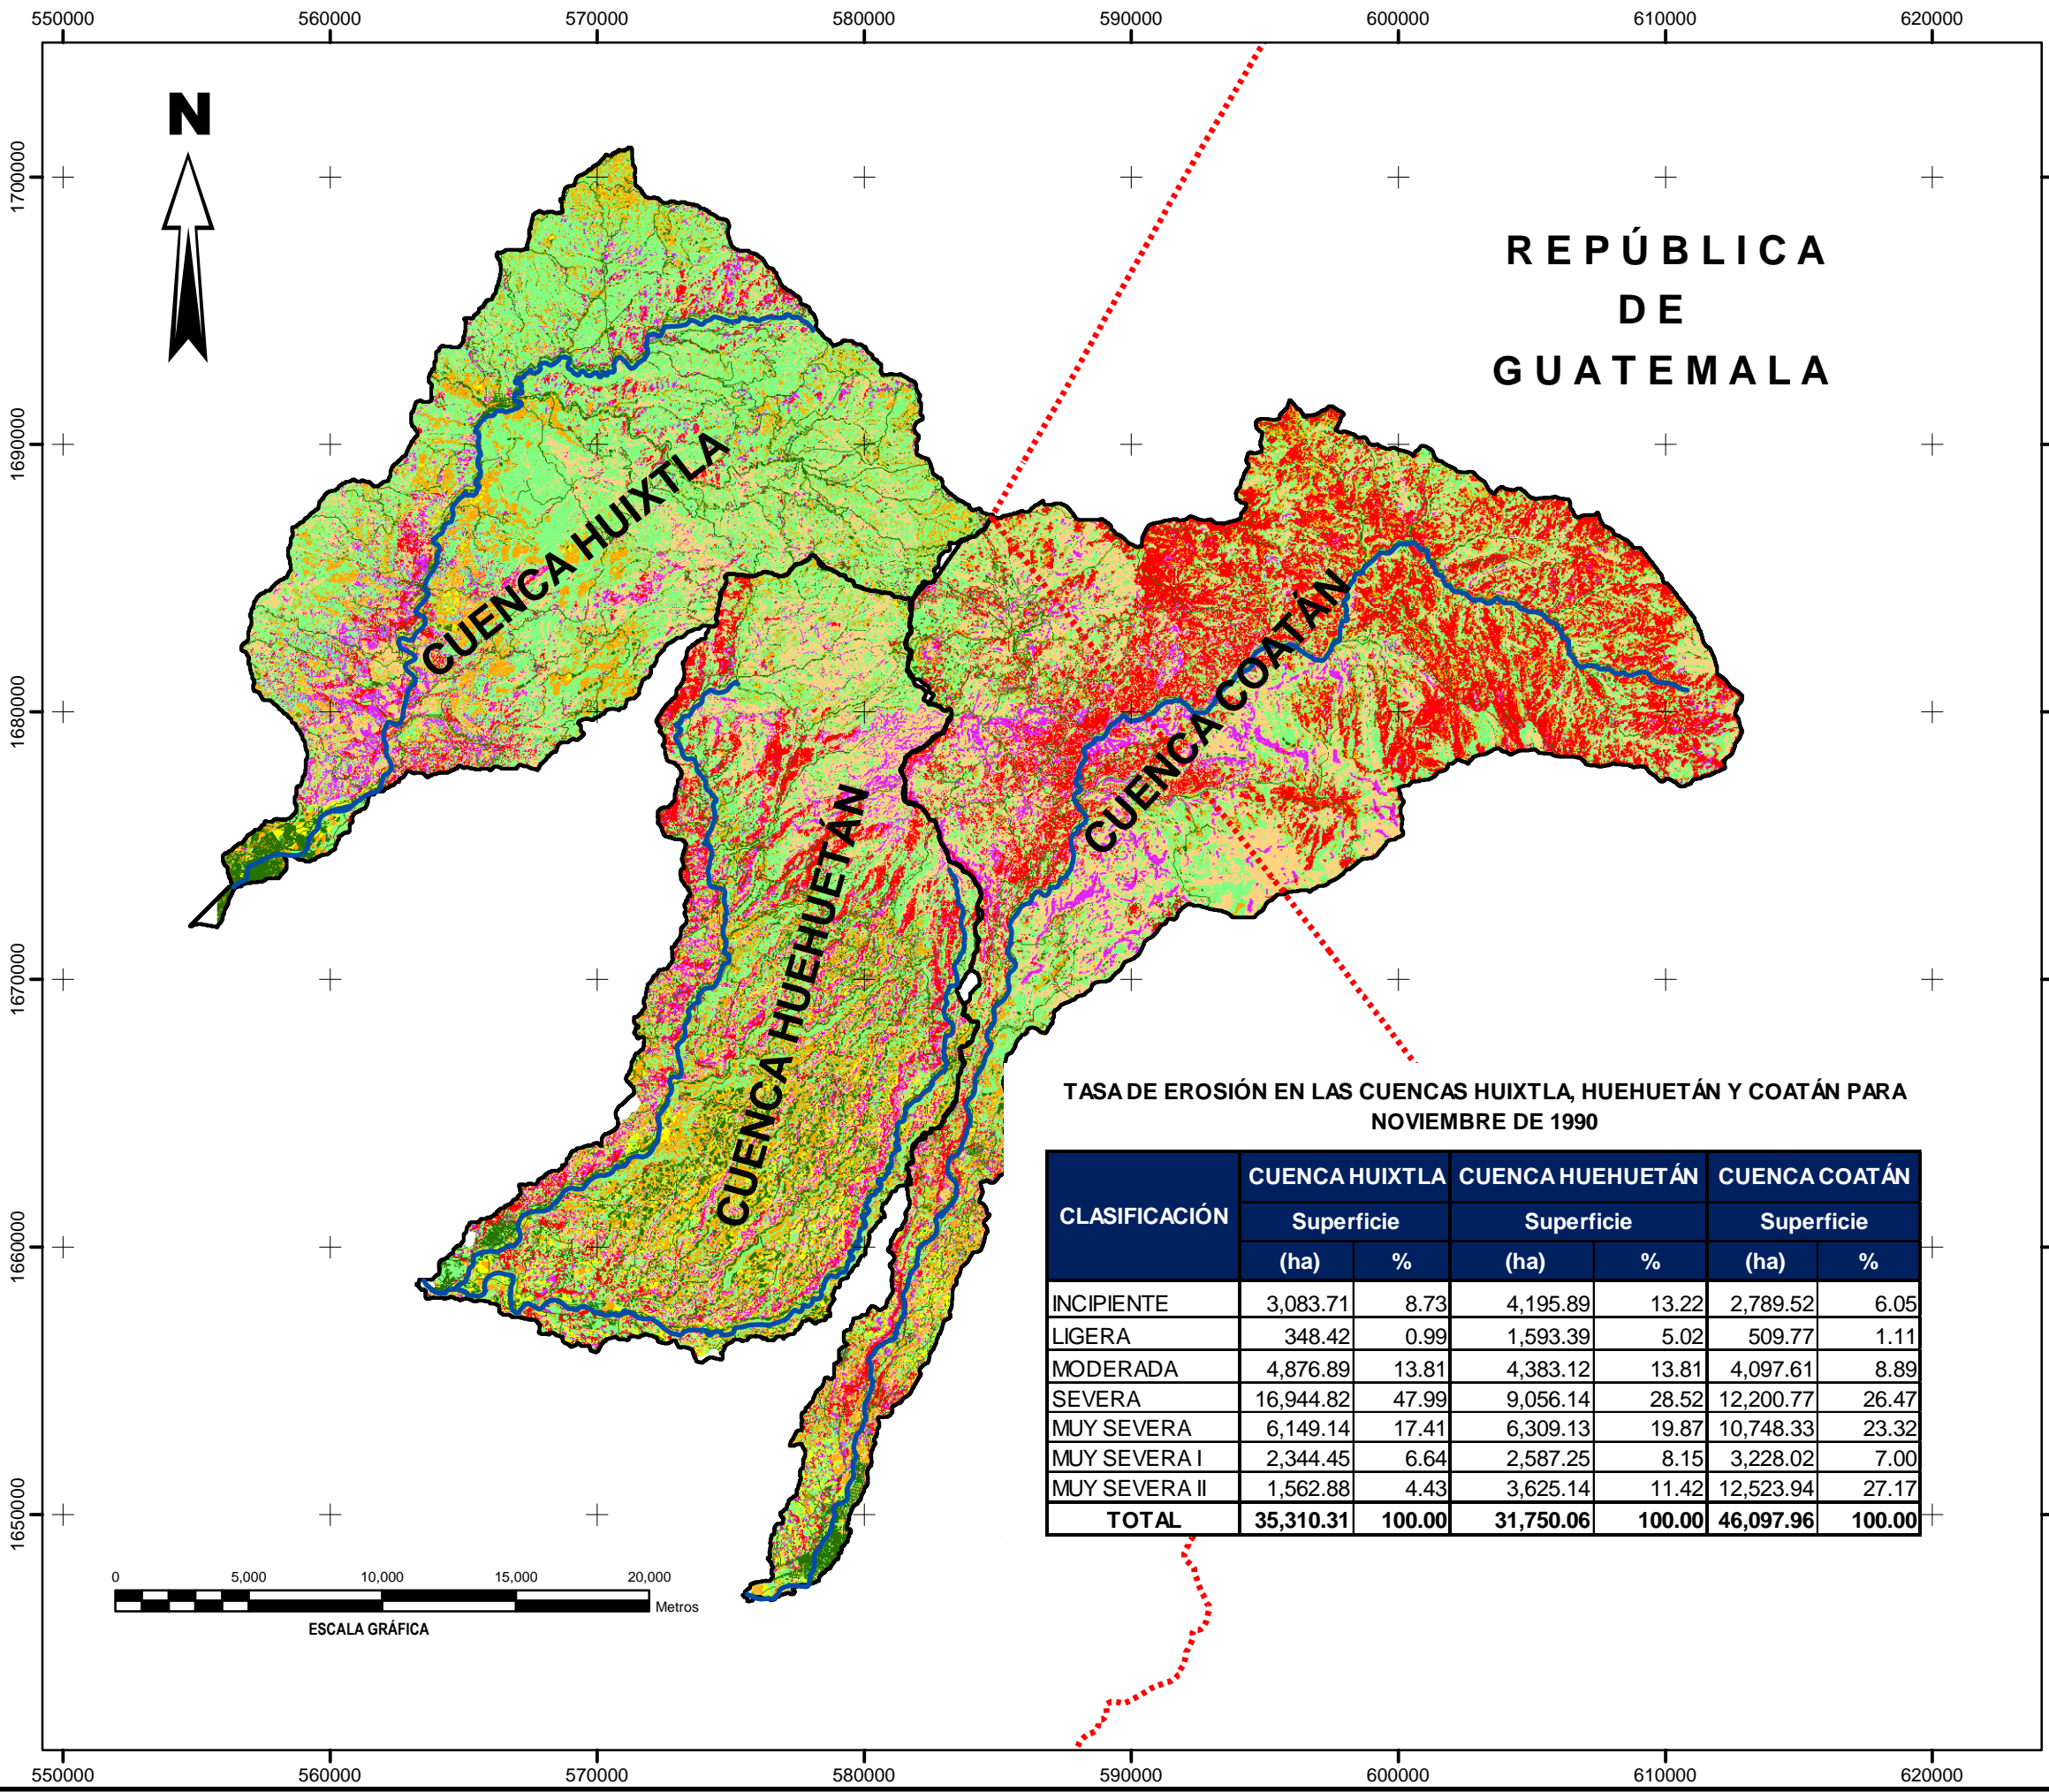 550000 560000 570000 580000 590000 600000 610000 620000
N
REPÚBLICA
DE
GUATEMALA
1700000
1690000
1680000
1670000
1660000
1650000
CUENCA HUIXTLA
CUENCA COATÁN
CUENCA HUEHUETÁN
TASA DE EROSIÓN EN LAS CUENCAS HUIXTLA, HUEHUETÁN Y COATÁN PARA
NOVIEMBRE DE 1990
CLASIFICACIÓN CUENCA HUIXTLA CUENCA HUEHUETÁN CUENCA COATÁN
Superficie Superficie Superficie
(ha) % (ha) % (ha) %
INCIPIENTE 3,083.71 8.73 4,195.89 13.22 2,789.52 6.05
LIGERA 348.42 0.99 1,593.39 5.02 509.77 1.11
MODERADA 4,876.89 13.81 4,383.12 13.81 4,097.61 8.89
SEVERA 16,944.82 47.99 9,056.14 28.52 12,200.77 26.47
MUY SEVERA 6,149.14 17.41 6,309.13 19.87 10,748.33 23.32
MUY SEVERA I 2,344.45 6.64 2,587.25 8.15 3,228.02 7.00
MUY SEVERA II 1,562.88 4.43 3,625.14 11.42 12,523.94 27.17
TOTAL 35,310.31 100.00 31,750.06 100.00 46,097.96 100.00
0 5,000 10,000 15,000 20,000
Metros
ESCALA GRÁFICA
550000 560000 570000 580000 590000 600000 610000 620000